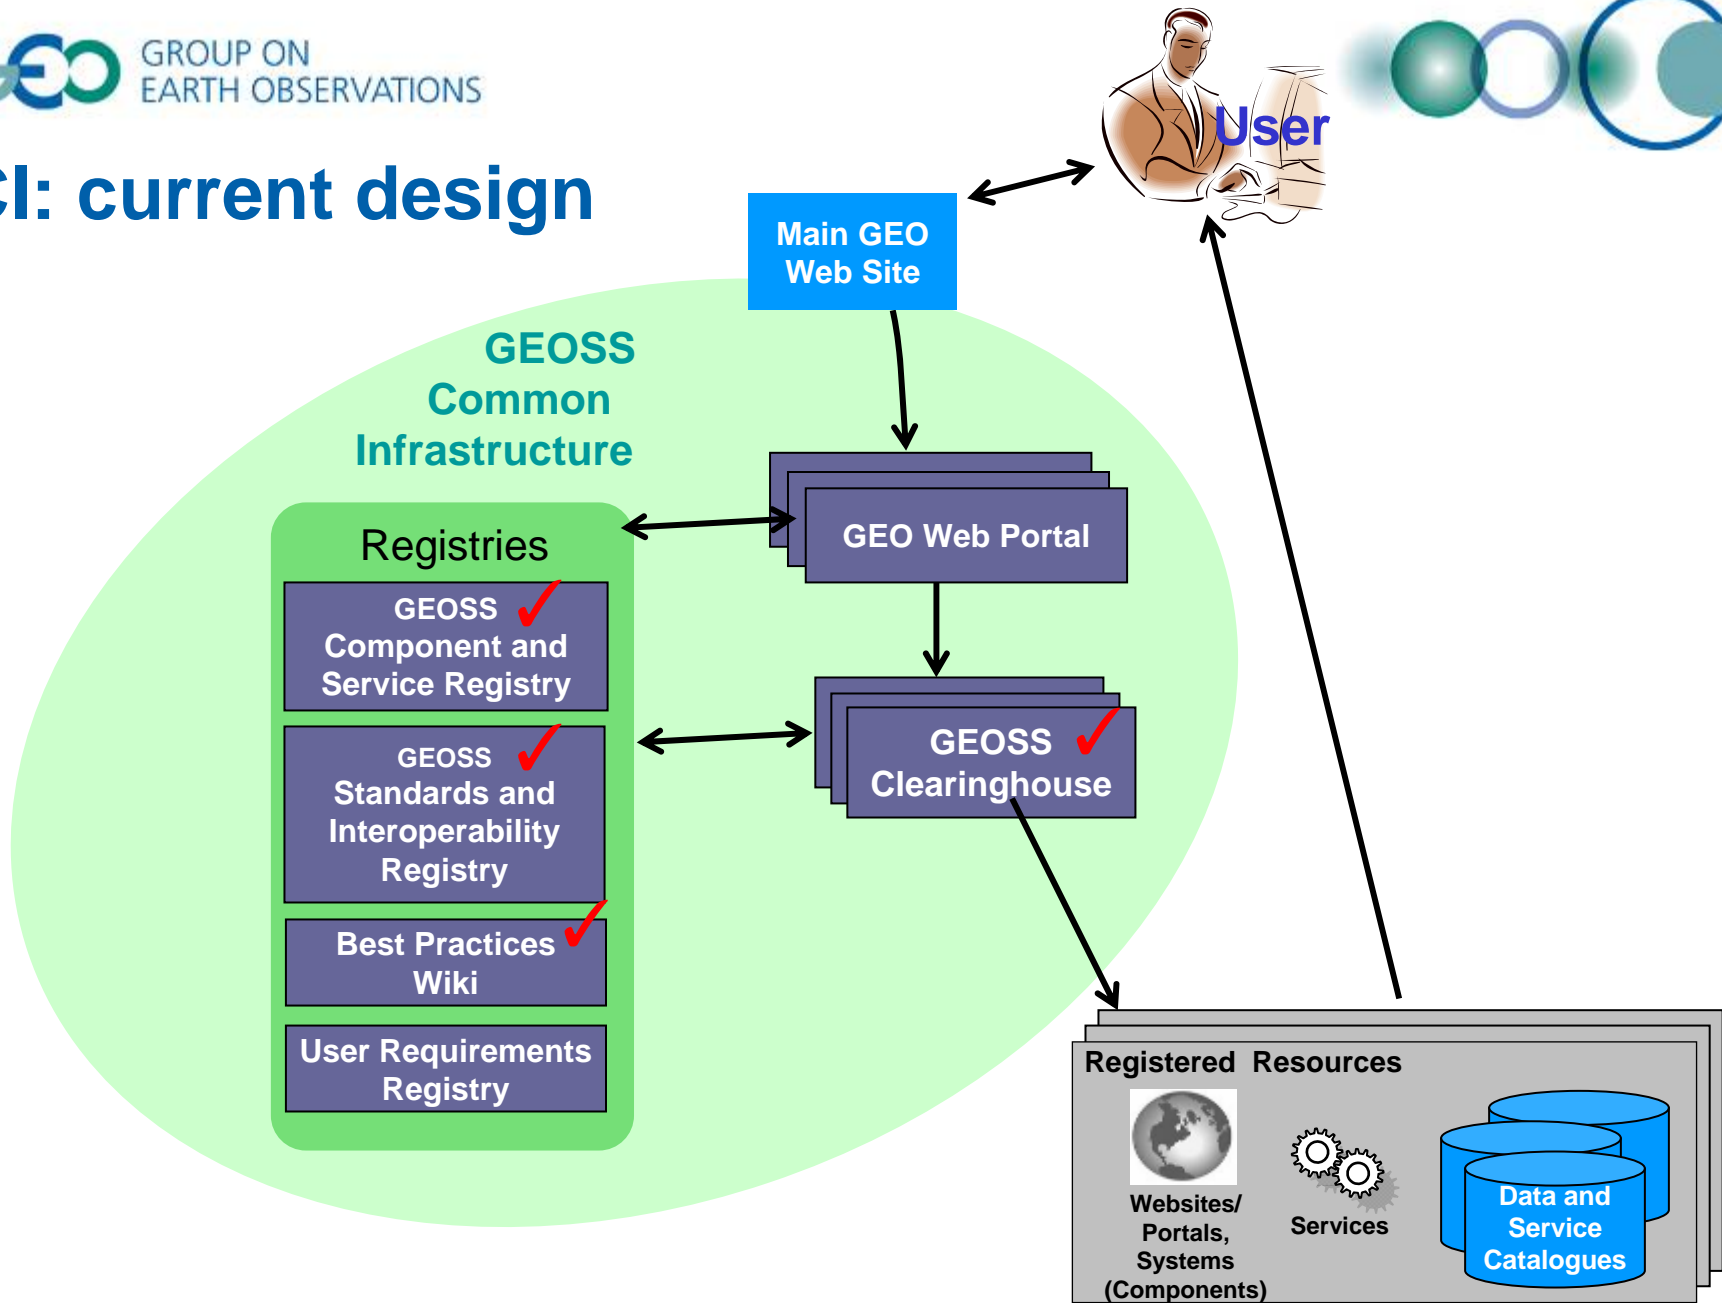 GEO
GROUP ON
EARTH OBSERVATIONS
User
CI: current design
Main GEO
Web Site
GEOSS
Common
Infrastructure
GEO Web Portal
Registries
GEOSS
Component and
Service Registry
GEOSS
Standards and
Interoperability
Registry
Best Practices
Wiki
User Requirements
Registry
GEOSS
Clearinghouse
Registered Resources
Websites/
Portals,
Systems
(Components)
Services
Data and
Service
Catalogues